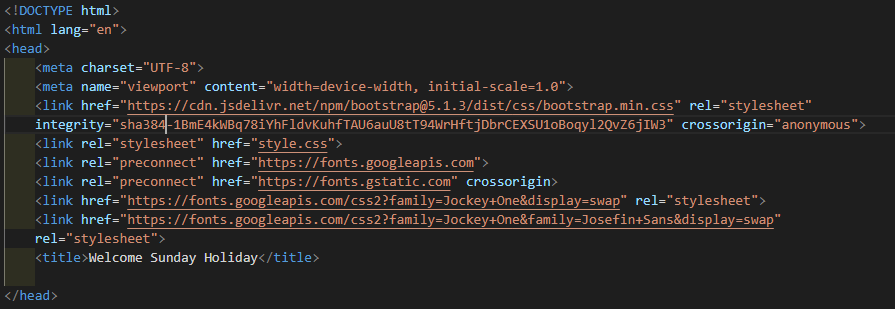 <!DOCTYPE html>
<html lang="en">
<head>
    <meta charset="UTF-8">
    <meta name="viewport" content="width=device-width, initial-scale=1.0">
    <link href="https://cdn.jsdelivr.net/npm/bootstrap@5.1.3/dist/css/bootstrap.min.css" rel="stylesheet"
    integrity="sha384-1BmE4kWBq78iYhFldvKuhfTAU6auU8tT94WrHftjDbrCEXSU1oBoqyl2QvZ6jIW3" crossorigin="anonymous">
    <link rel="stylesheet" href="style.css">
    <link rel="preconnect" href="https://fonts.googleapis.com">
    <link rel="preconnect" href="https://fonts.gstatic.com" crossorigin>
    <link href="https://fonts.googleapis.com/css2?family=Jockey+One&display=swap" rel="stylesheet">
    <link href="https://fonts.googleapis.com/css2?family=Jockey+One&family=Josefin+Sans&display=swap"
    rel="stylesheet">
    <title>Welcome Sunday Holiday</title>
</head>